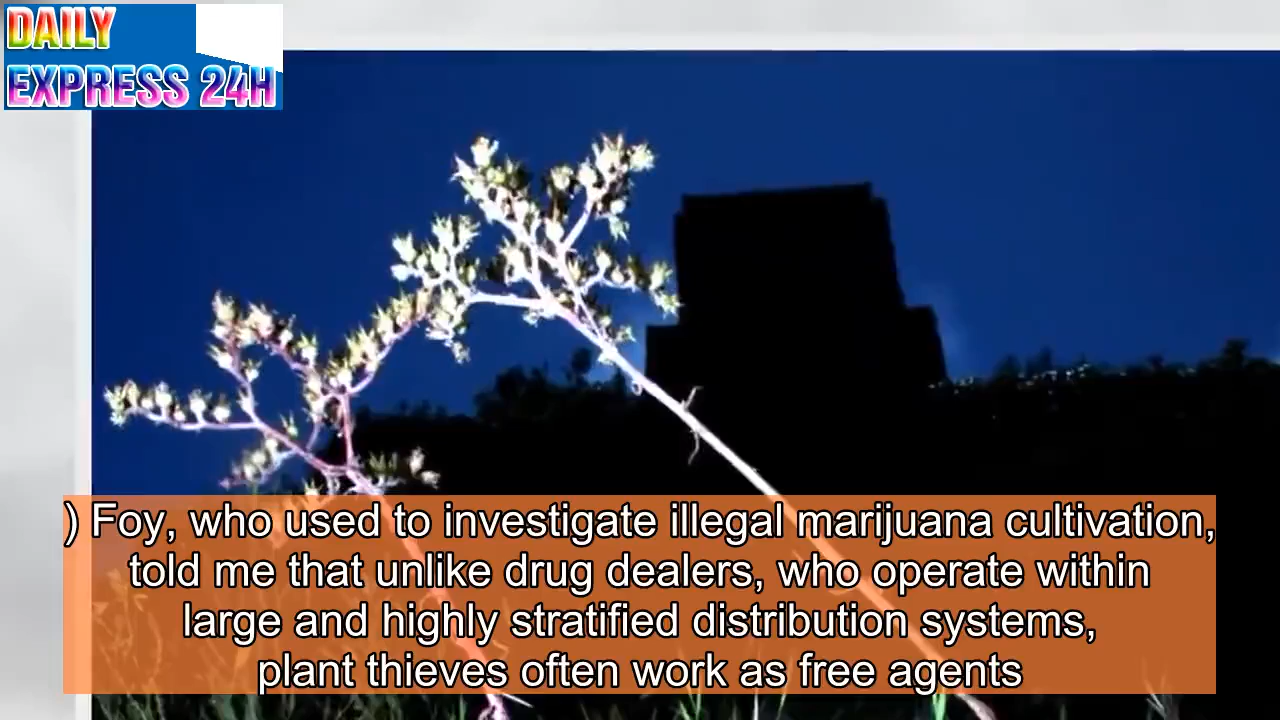 DAILY
EXPRESS 24H
) Foy, who used to investigate illegal marijuana cultivation,
told me that unlike drug dealers, who operate within
large and highly stratified distribution systems,
plant thieves often work as free agents